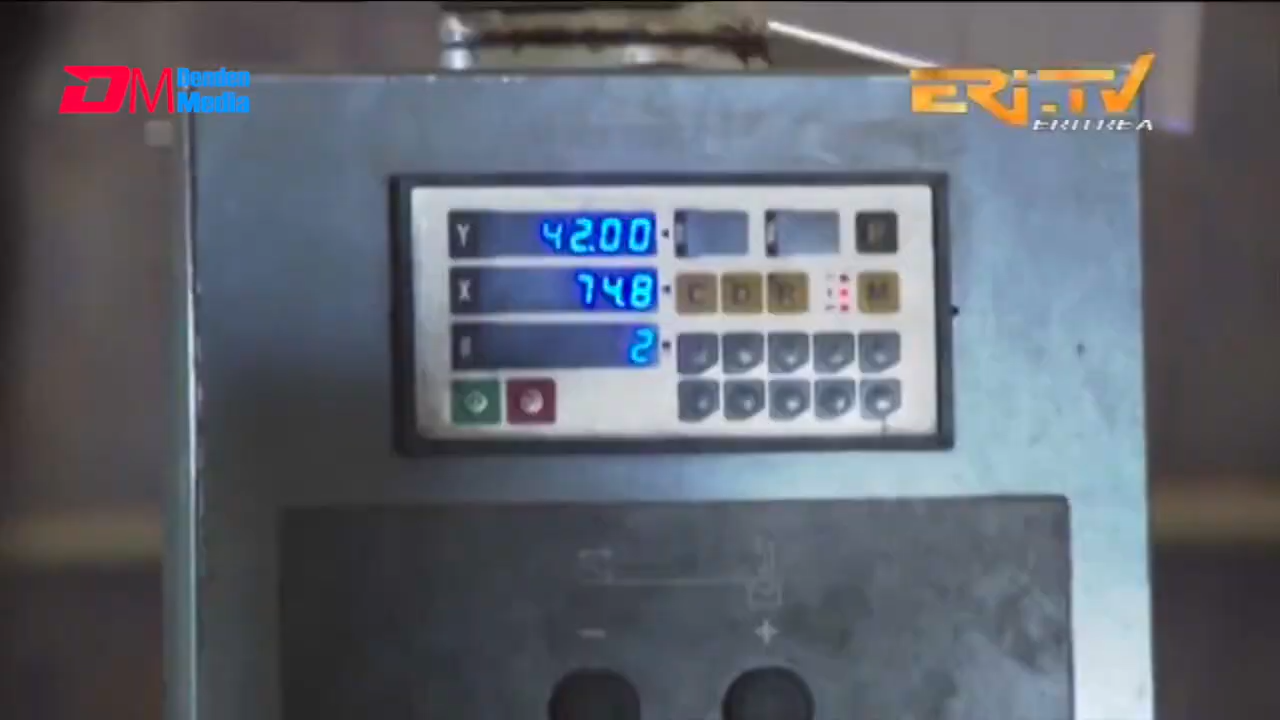 DM Denden Media
ERi-TV
ERITREA
Y 42.00
P
X 74.8
C D R M
2
- +